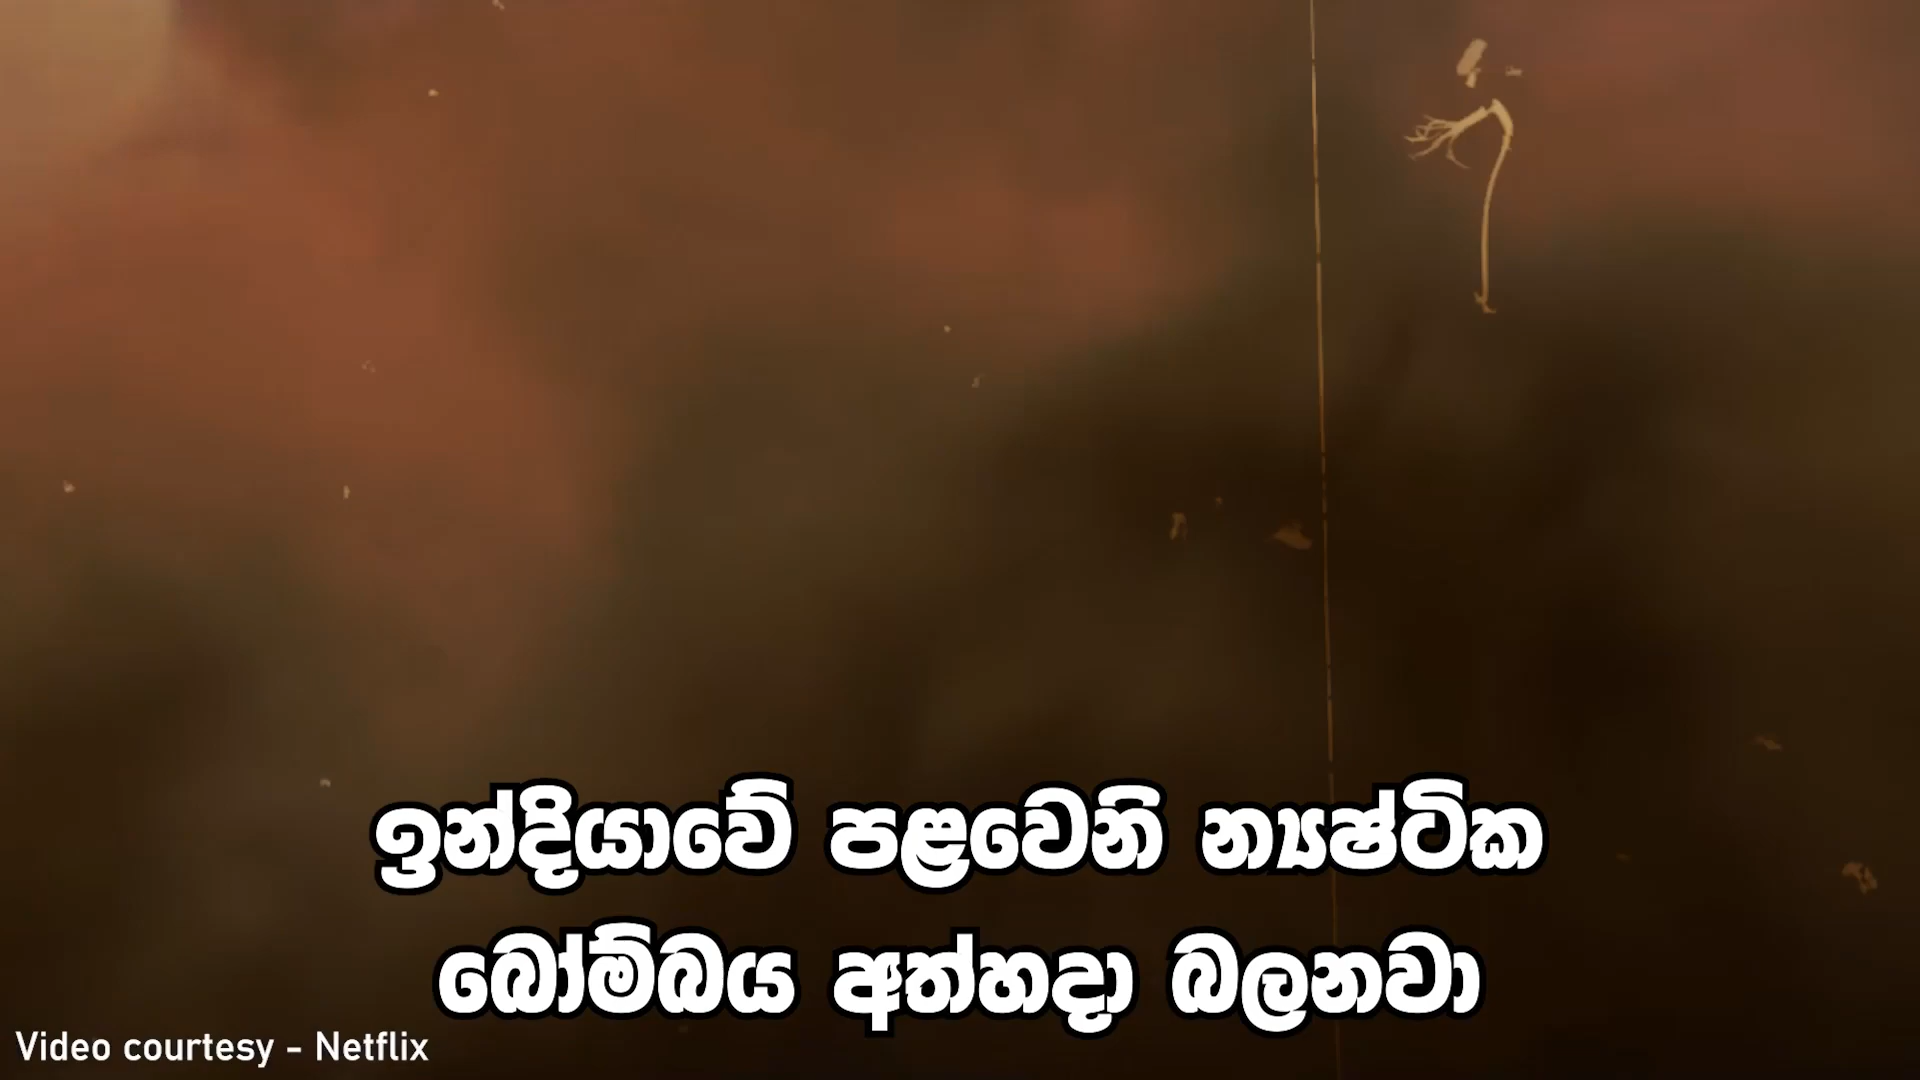 ඉන්දියාවේ පළවෙනි න්‍යෂ්ටික
බෝම්බය අත්හදා බලනවා
Video courtesy - Netflix